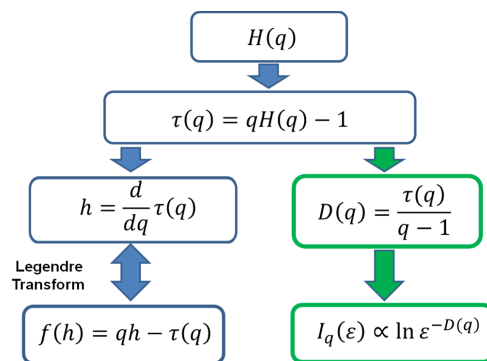 H(q)
τ(q) = qH(q) − 1
h = d/dq τ(q)
D(q) = τ(q)/(q − 1)
Legendre
Transform
f(h) = qh − τ(q)
I_q(ε) ∝ ln ε^{−D(q)}